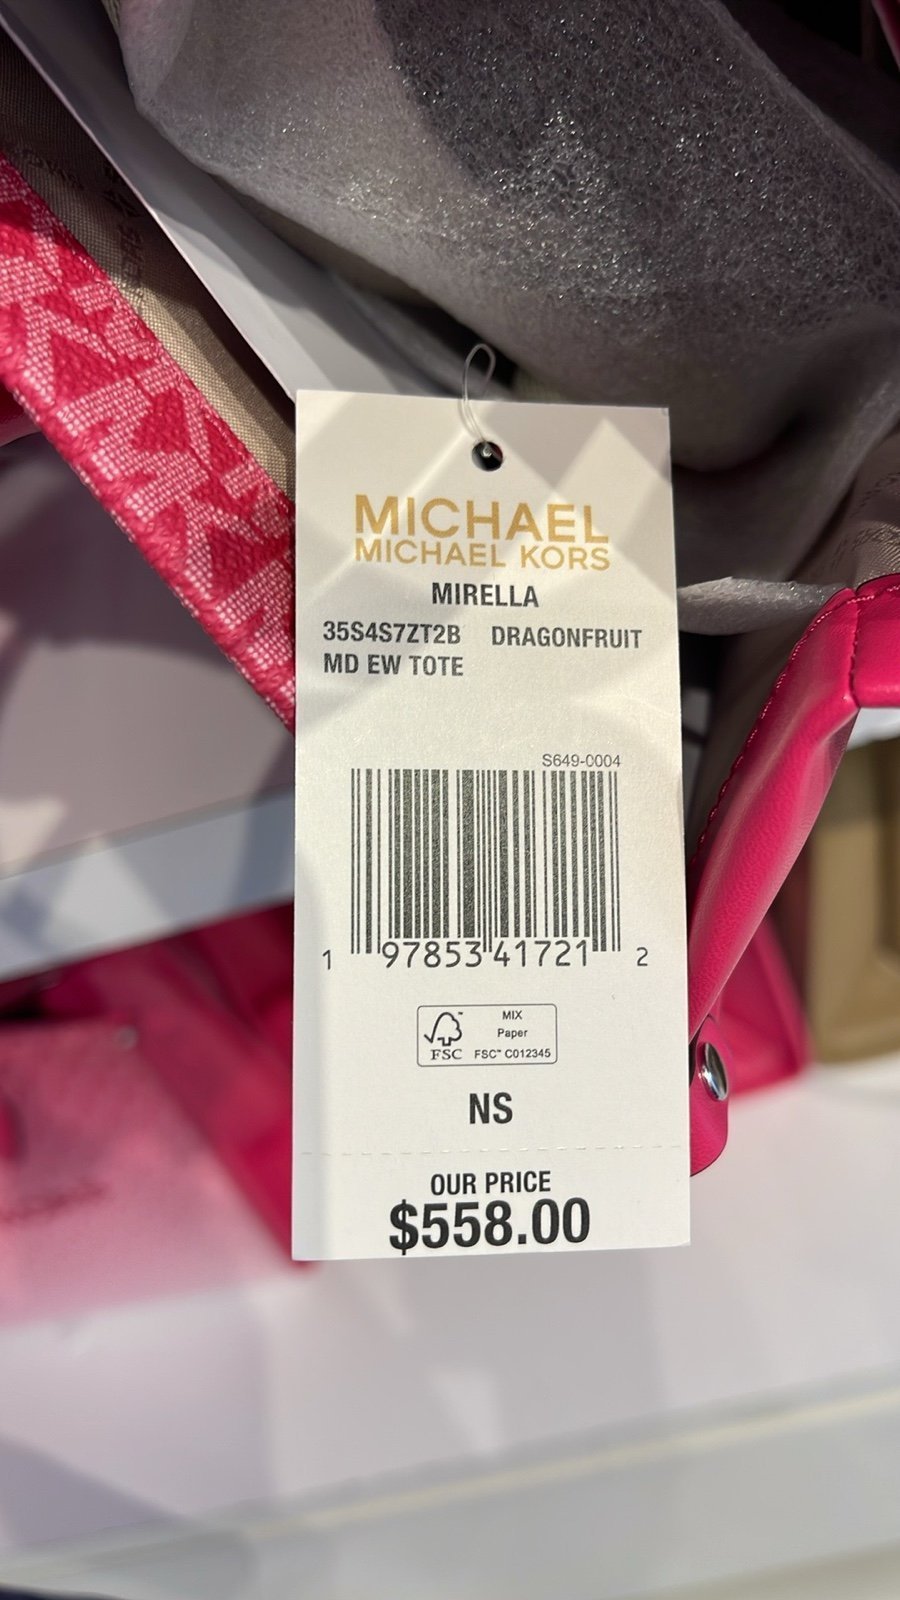 MICHAEL
MICHAEL KORS
MIRELLA
35S4S7ZT2B DRAGONFRUIT
MD EW TOTE
S649-0004
1 97853 41721 2
MIX
Paper
FSC FSC™ C012345
NS
OUR PRICE
$558.00